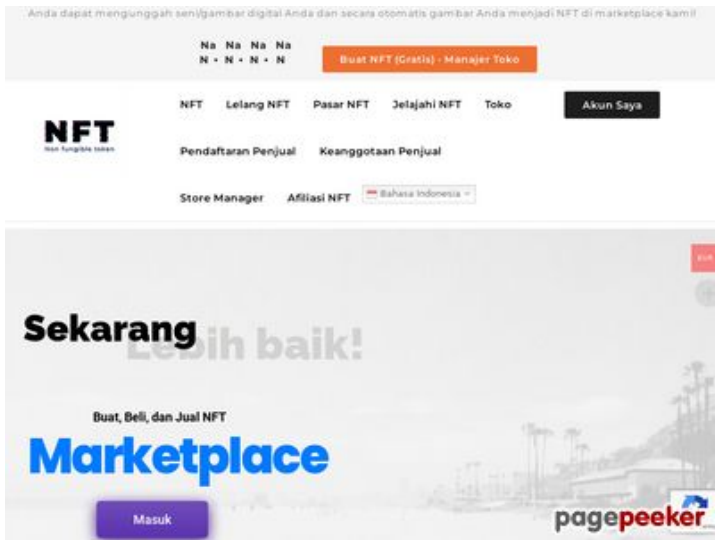 Anda dapat mengunggah seni/gambar digital Anda dan secara otomatis gambar Anda menjadi NFT di marketplace kami!
Na Na Na Na
N • N • N • N
Buat NFT (Gratis) - Manajer Toko
NFT Lelang NFT Pasar NFT Jelajahi NFT Toko Akun Saya
NFT
Non fungible token
Pendaftaran Penjual Keanggotaan Penjual
Store Manager Afiliasi NFT Bahasa Indonesia
EUR
Sekarang
Lebih baik!
Buat, Beli, dan Jual NFT
Marketplace
Masuk
pagepeeker